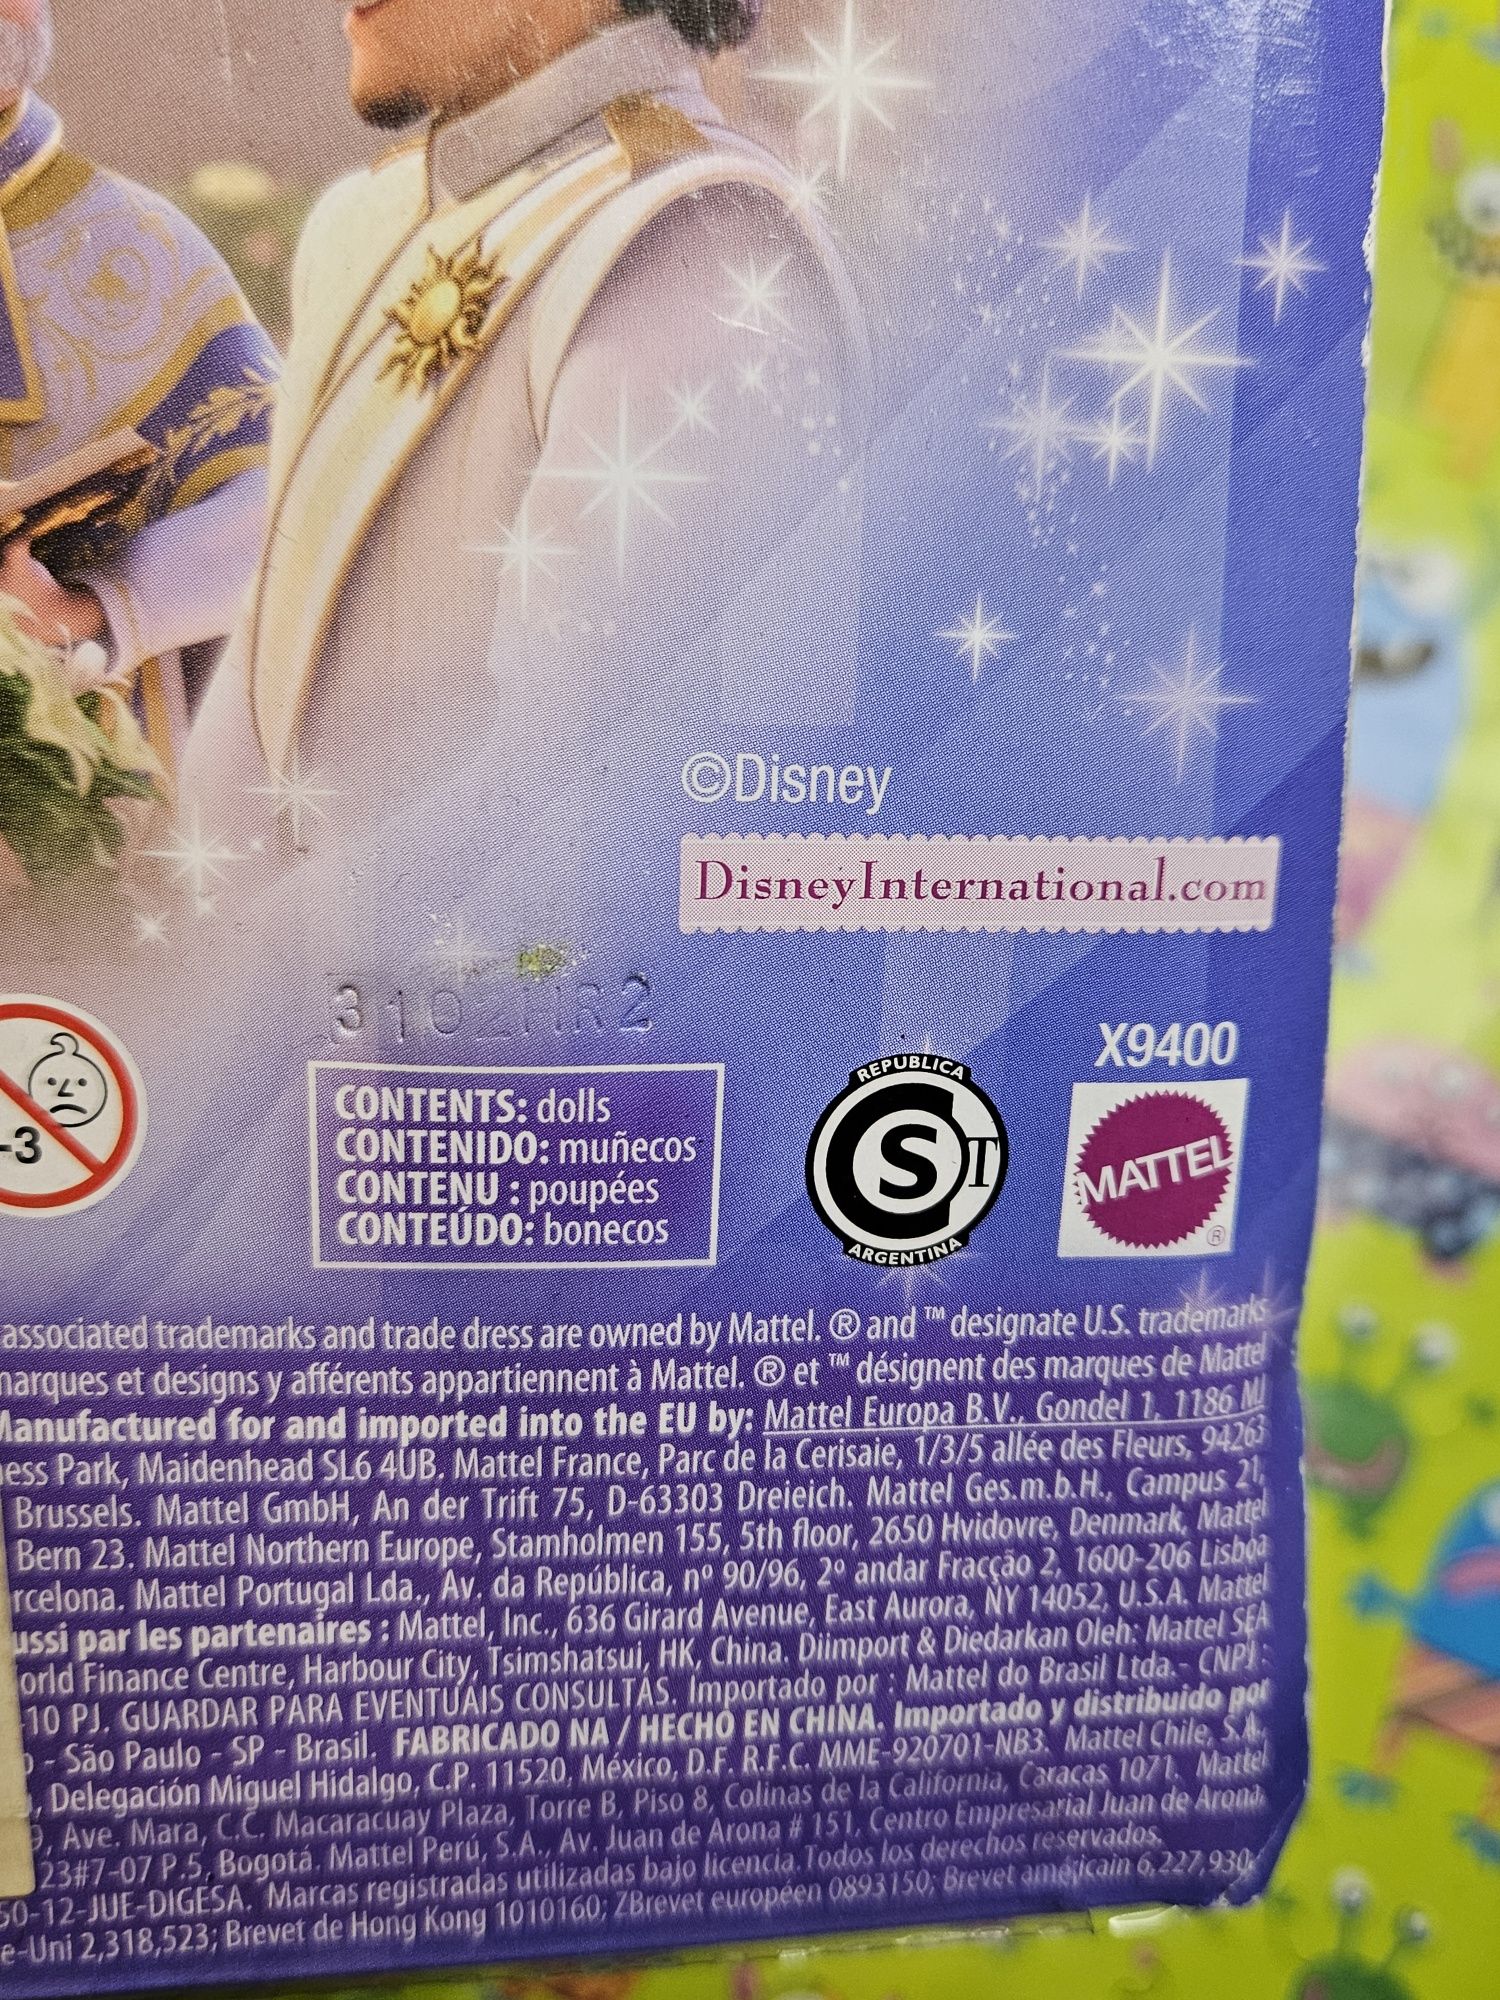 ©Disney
DisneyInternational.com
-3
CONTENTS: dolls
CONTENIDO: muñecos
CONTENU : poupées
CONTEÚDO: bonecos
REPUBLICA
CST
ARGENTINA
X9400
MATTEL
®
associated trademarks and trade dress are owned by Mattel. ® and ™ designate U.S. trademarks
marques et designs y afférents appartiennent à Mattel. ® et ™ désignent des marques de Mattel
Manufactured for and imported into the EU by: Mattel Europa B.V., Gondel 1, 1186 MJ
ess Park, Maidenhead SL6 4UB. Mattel France, Parc de la Cerisaie, 1/3/5 allée des Fleurs, 94263
Brussels. Mattel GmbH, An der Trift 75, D-63303 Dreieich. Mattel Ges.m.b.H., Campus 21,
Bern 23. Mattel Northern Europe, Stamholmen 155, 5th floor, 2650 Hvidovre, Denmark. Mattel
rcelona. Mattel Portugal Lda., Av. da República, nº 90/96, 2º andar Fracção 2, 1600-206 Lisboa
ussi par les partenaires : Mattel, Inc., 636 Girard Avenue, East Aurora, NY 14052, U.S.A. Mattel
orld Finance Centre, Harbour City, Tsimshatsui, HK, China. Diimport & Diedarkan Oleh: Mattel SEA
10 PJ. GUARDAR PARA EVENTUAIS CONSULTAS. Importado por : Mattel do Brasil Ltda.- CNPJ :
- São Paulo - SP - Brasil. FABRICADO NA / HECHO EN CHINA. Importado y distribuido por
, Delegación Miguel Hidalgo, C.P. 11520, México, D.F. R.F.C. MME-920701-NB3. Mattel Chile, S.A.,
, Ave. Mara, C.C. Macaracuay Plaza, Torre B, Piso 8, Colinas de la California, Caracas 1071. Mattel
23#7-07 P.5, Bogotá. Mattel Perú, S.A., Av. Juan de Arona # 151, Centro Empresarial Juan de Arona,
50-12-JUE-DIGESA. Marcas registradas utilizadas bajo licencia. Todos los derechos reservados.
e-Uni 2,318,523; Brevet de Hong Kong 1010160; ZBrevet européen 0893150; Brevet américain 6,227,930;